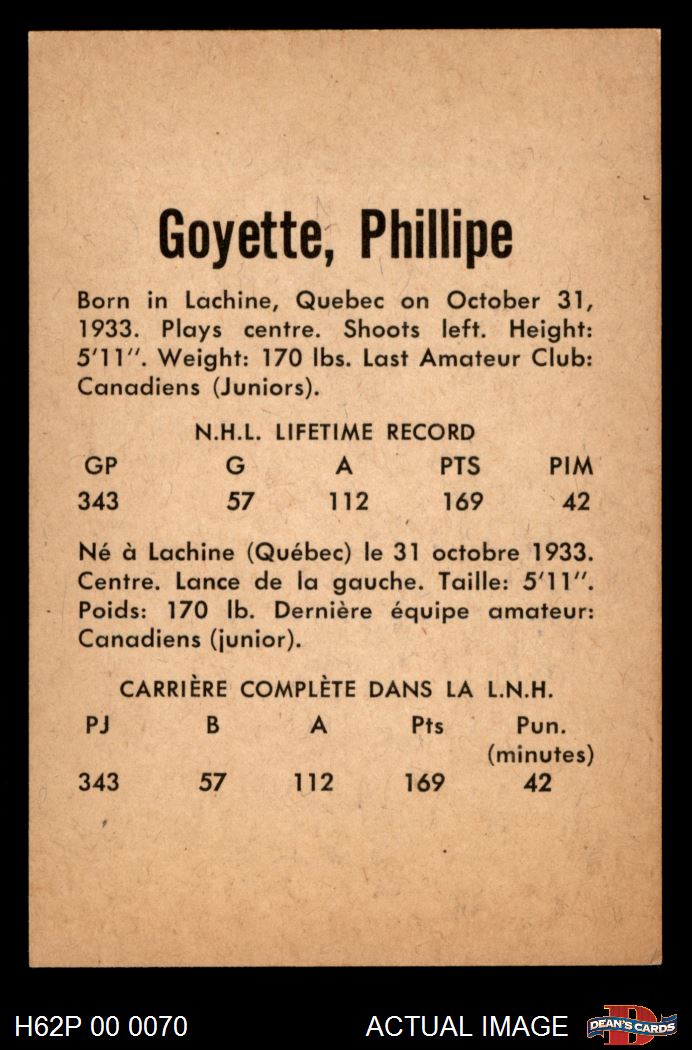 Goyette, Phillipe
Born in Lachine, Quebec on October 31,
1933. Plays centre. Shoots left. Height:
5'11". Weight: 170 lbs. Last Amateur Club:
Canadiens (Juniors).
N.H.L. LIFETIME RECORD
GP G A PTS PIM
343 57 112 169 42
Né à Lachine (Québec) le 31 octobre 1933.
Centre. Lance de la gauche. Taille: 5'11".
Poids: 170 lb. Dernière équipe amateur:
Canadiens (junior).
CARRIÈRE COMPLÈTE DANS LA L.N.H.
PJ B A Pts Pun.
(minutes)
343 57 112 169 42
H62P 00 0070 ACTUAL IMAGE D DEAN'S CARDS